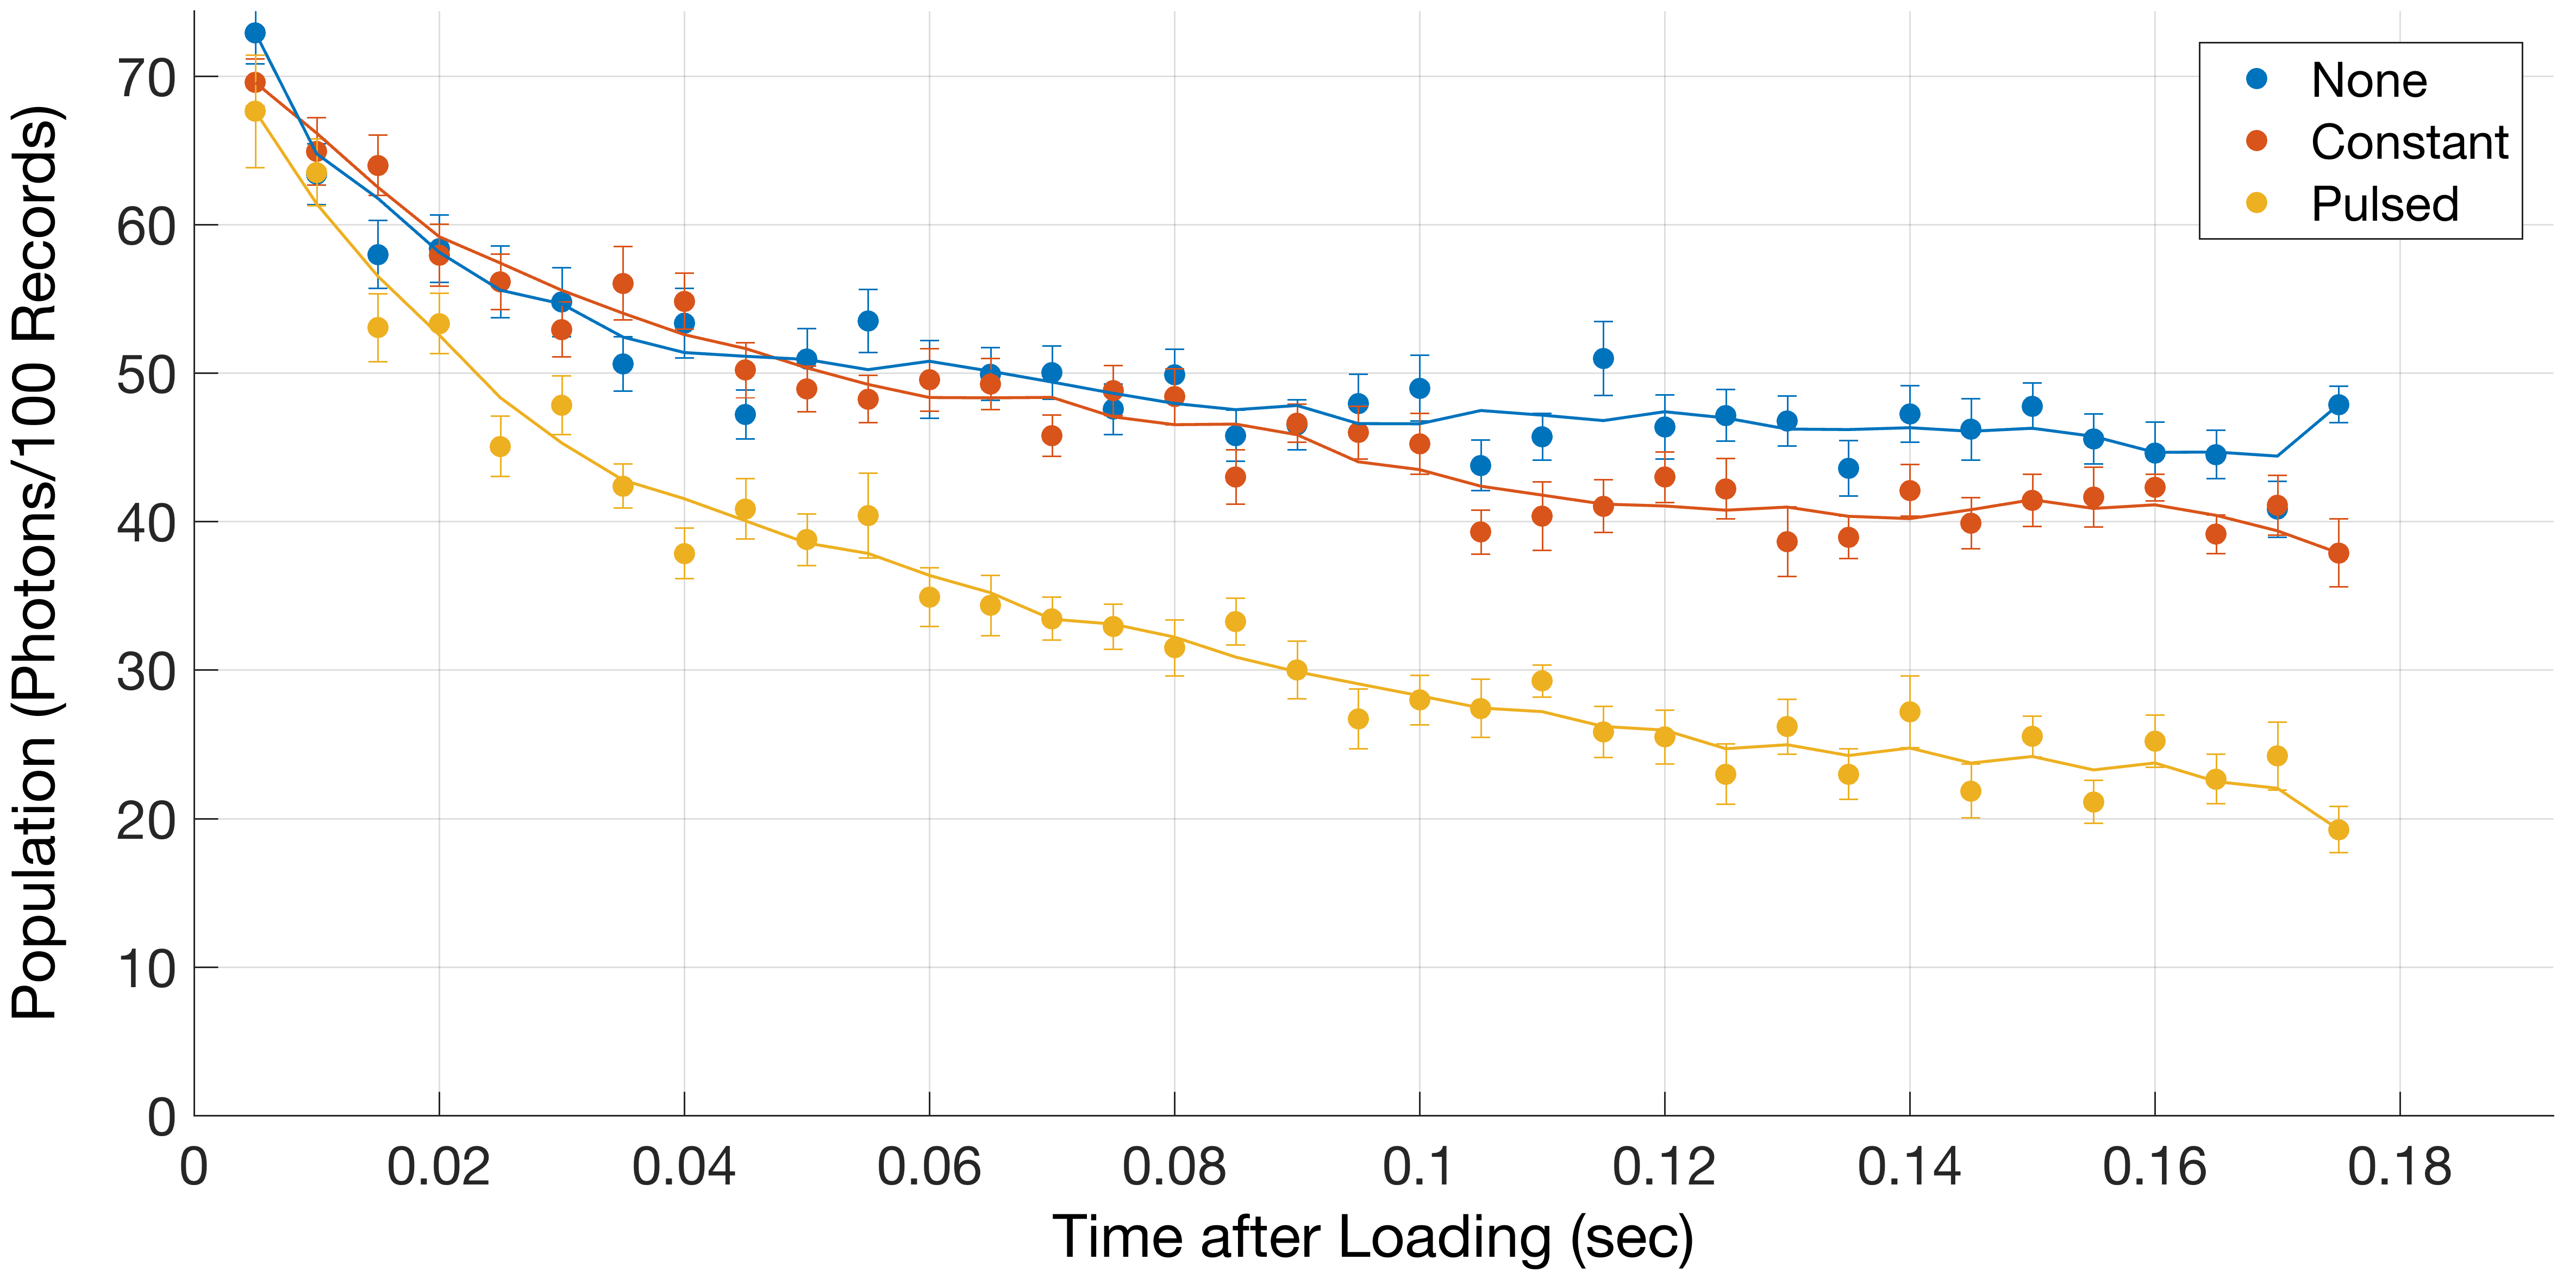 Population (Photons/100 Records)
70
60
50
40
30
20
10
0
0 0.02 0.04 0.06 0.08 0.1 0.12 0.14 0.16 0.18
Time after Loading (sec)
None
Constant
Pulsed